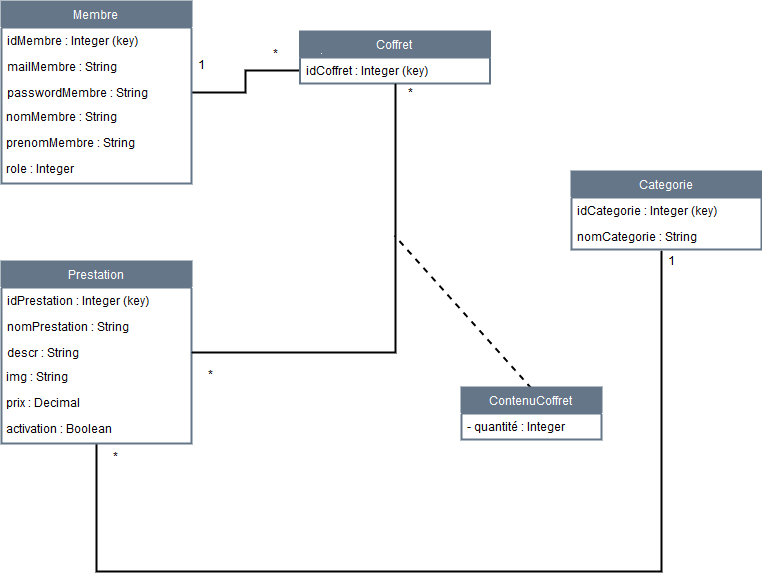 Membre
idMembre : Integer (key)
mailMembre : String
passwordMembre : String
nomMembre : String
prenomMembre : String
role : Integer
1
*
Coffret
idCoffret : Integer (key)
*
Categorie
idCategorie : Integer (key)
nomCategorie : String
1
Prestation
idPrestation : Integer (key)
nomPrestation : String
descr : String
img : String
prix : Decimal
activation : Boolean
*
*
ContenuCoffret
- quantité : Integer